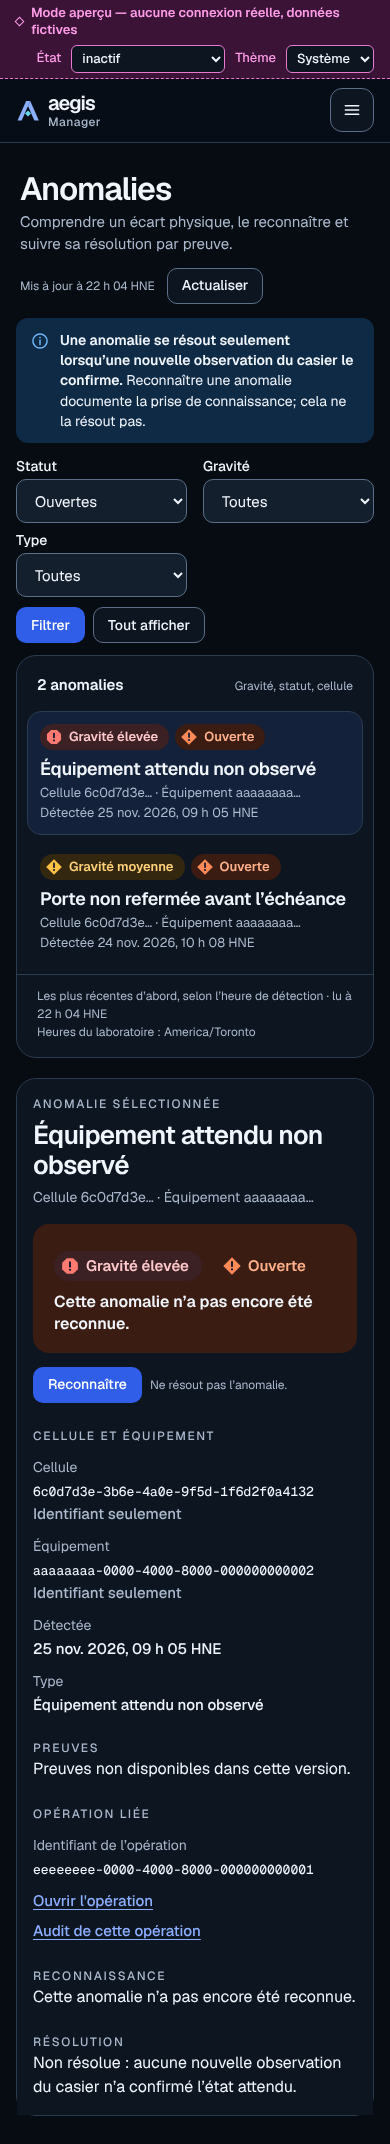 Mode aperçu — aucune connexion réelle, données
fictives
État inactif Thème Système
aegis
Manager
Anomalies
Comprendre un écart physique, le reconnaître et
suivre sa résolution par preuve.
Mis à jour à 22 h 04 HNE Actualiser
Une anomalie se résout seulement
lorsqu’une nouvelle observation du casier le
confirme. Reconnaître une anomalie
documente la prise de connaissance; cela ne
la résout pas.
Statut Gravité
Ouvertes Toutes
Type
Toutes
Filtrer Tout afficher
2 anomalies Gravité, statut, cellule
Gravité élevée Ouverte
Équipement attendu non observé
Cellule 6c0d7d3e… · Équipement aaaaaaaa…
Détectée 25 nov. 2026, 09 h 05 HNE
Gravité moyenne Ouverte
Porte non refermée avant l’échéance
Cellule 6c0d7d3e… · Équipement aaaaaaaa…
Détectée 24 nov. 2026, 10 h 08 HNE
Les plus récentes d’abord, selon l’heure de détection · lu à
22 h 04 HNE
Heures du laboratoire : America/Toronto
ANOMALIE SÉLECTIONNÉE
Équipement attendu non
observé
Cellule 6c0d7d3e… · Équipement aaaaaaaa…
Gravité élevée Ouverte
Cette anomalie n’a pas encore été
reconnue.
Reconnaître Ne résout pas l’anomalie.
CELLULE ET ÉQUIPEMENT
Cellule
6c0d7d3e-3b6e-4a0e-9f5d-1f6d2f0a4132
Identifiant seulement
Équipement
aaaaaaaa-0000-4000-8000-000000000002
Identifiant seulement
Détectée
25 nov. 2026, 09 h 05 HNE
Type
Équipement attendu non observé
PREUVES
Preuves non disponibles dans cette version.
OPÉRATION LIÉE
Identifiant de l’opération
eeeeeeee-0000-4000-8000-000000000001
Ouvrir l'opération
Audit de cette opération
RECONNAISSANCE
Cette anomalie n’a pas encore été reconnue.
RÉSOLUTION
Non résolue : aucune nouvelle observation
du casier n’a confirmé l’état attendu.